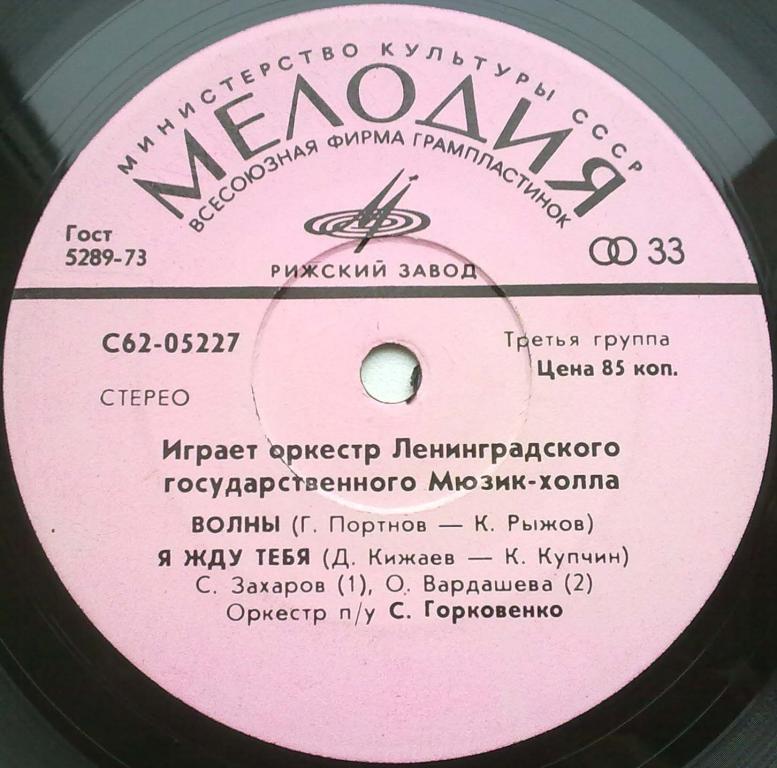 МИНИСТЕРСТВО КУЛЬТУРЫ СССР
МЕЛОДИЯ
ВСЕСОЮЗНАЯ ФИРМА ГРАМПЛАСТИНОК
Гост
5289-73
РИЖСКИЙ ЗАВОД
33
С62-05227
Третья группа
Цена 85 коп.
СТЕРЕО
Играет оркестр Ленинградского
государственного Мюзик-холла
ВОЛНЫ (Г. Портнов — К. Рыжов)
Я ЖДУ ТЕБЯ (Д. Кижаев — К. Купчин)
С. Захаров (1), О. Вардашева (2)
Оркестр п/у С. Горковенко